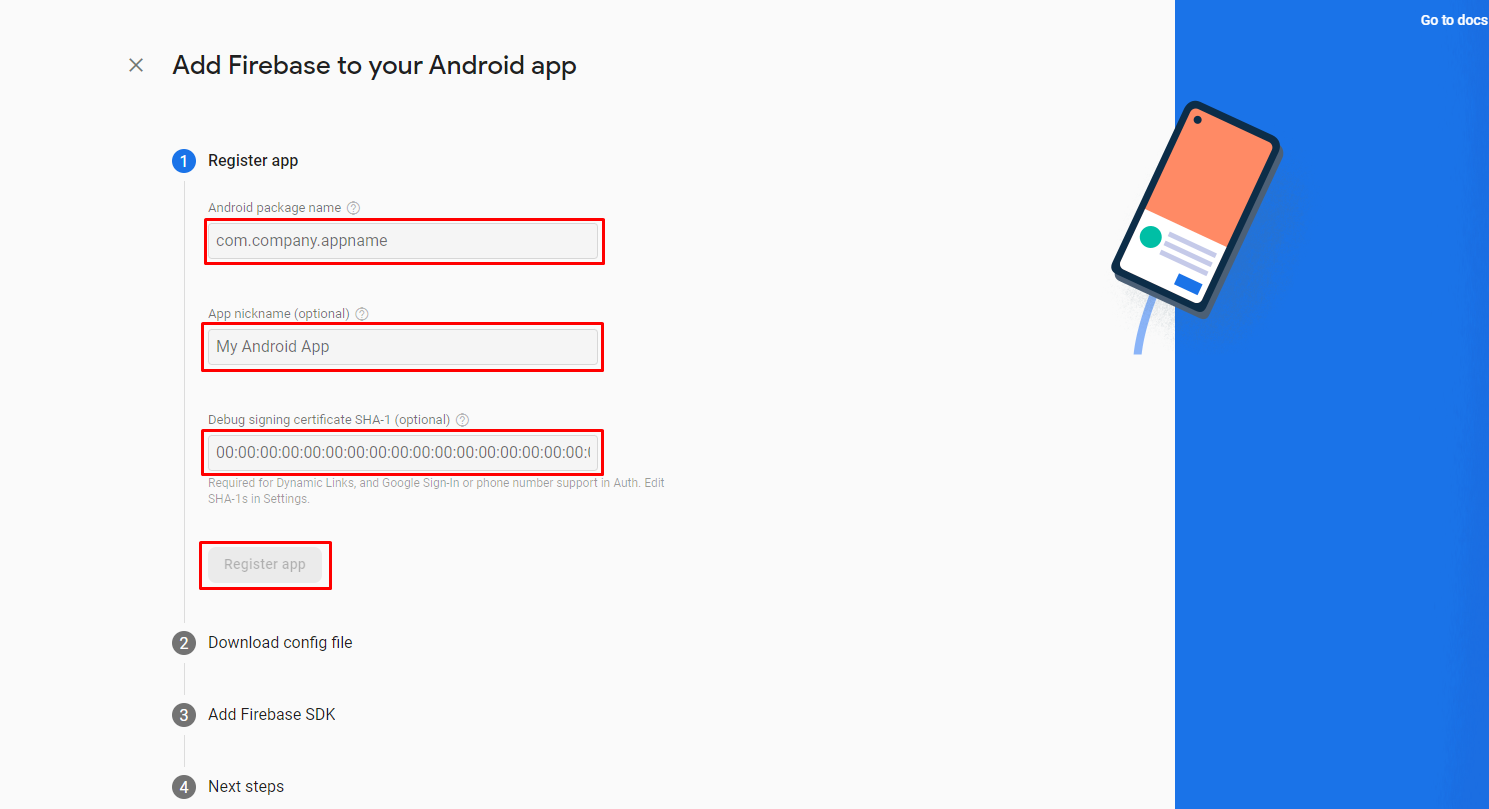 Go to docs
Add Firebase to your Android app
1 Register app
Android package name ?
com.company.appname
App nickname (optional) ?
My Android App
Debug signing certificate SHA-1 (optional) ?
00:00:00:00:00:00:00:00:00:00:00:00:00:00:00:00:00:
Required for Dynamic Links, and Google Sign-In or phone number support in Auth. Edit
SHA-1s in Settings.
Register app
2 Download config file
3 Add Firebase SDK
4 Next steps